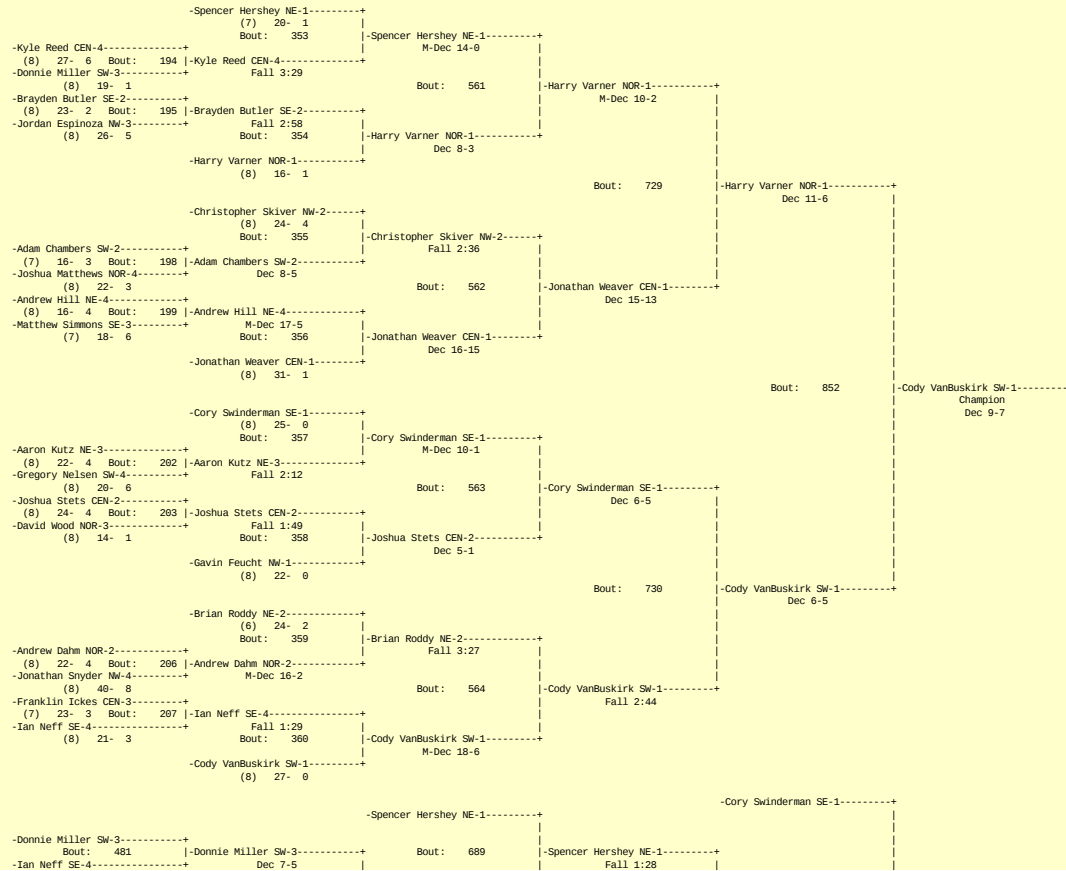 -Spencer Hershey NE-1---------+
(7) 20- 1 |
Bout: 353 |-Spencer Hershey NE-1---------+
-Kyle Reed CEN-4--------------+ | M-Dec 14-0 |
(8) 27- 6 Bout: 194 |-Kyle Reed CEN-4--------------+ |
-Donnie Miller SW-3-----------+ Fall 3:29 |
(8) 19- 1 Bout: 561 |-Harry Varner NOR-1-----------+
-Brayden Butler SE-2----------+ | M-Dec 10-2 |
(8) 23- 2 Bout: 195 |-Brayden Butler SE-2----------+ | |
-Jordan Espinoza NW-3---------+ Fall 2:58 | | |
(8) 26- 5 Bout: 354 |-Harry Varner NOR-1-----------+ |
| Dec 8-3 |
-Harry Varner NOR-1-----------+ |
(8) 16- 1 |
Bout: 729 |-Harry Varner NOR-1-----------+
| Dec 11-6 |
-Christopher Skiver NW-2------+ | |
(8) 24- 4 | | |
Bout: 355 |-Christopher Skiver NW-2------+ | |
-Adam Chambers SW-2-----------+ | Fall 2:36 | | |
(7) 16- 3 Bout: 198 |-Adam Chambers SW-2-----------+ | | |
-Joshua Matthews NOR-4--------+ Dec 8-5 | | |
(8) 22- 3 Bout: 562 |-Jonathan Weaver CEN-1--------+ |
-Andrew Hill NE-4-------------+ | Dec 15-13 |
(8) 16- 4 Bout: 199 |-Andrew Hill NE-4-------------+ | |
-Matthew Simmons SE-3---------+ M-Dec 17-5 | | |
(7) 18- 6 Bout: 356 |-Jonathan Weaver CEN-1--------+ |
| Dec 16-15 |
-Jonathan Weaver CEN-1--------+ |
(8) 31- 1 |
Bout: 852 |-Cody VanBuskirk SW-1---------
| Champion
-Cory Swinderman SE-1---------+ | Dec 9-7
(8) 25- 0 | |
Bout: 357 |-Cory Swinderman SE-1---------+ |
-Aaron Kutz NE-3--------------+ | M-Dec 10-1 | |
(8) 22- 4 Bout: 202 |-Aaron Kutz NE-3--------------+ | |
-Gregory Nelsen SW-4----------+ Fall 2:12 | |
(8) 20- 6 Bout: 563 |-Cory Swinderman SE-1---------+ |
-Joshua Stets CEN-2-----------+ | Dec 6-5 | |
(8) 24- 4 Bout: 203 |-Joshua Stets CEN-2-----------+ | | |
-David Wood NOR-3-------------+ Fall 1:49 | | | |
(8) 14- 1 Bout: 358 |-Joshua Stets CEN-2-----------+ | |
| Dec 5-1 | |
-Gavin Feucht NW-1------------+ | |
(8) 22- 0 | |
Bout: 730 |-Cody VanBuskirk SW-1---------+
| Dec 6-5
-Brian Roddy NE-2-------------+ |
(6) 24- 2 | |
Bout: 359 |-Brian Roddy NE-2-------------+ |
-Andrew Dahm NOR-2------------+ | Fall 3:27 | |
(8) 22- 4 Bout: 206 |-Andrew Dahm NOR-2------------+ | |
-Jonathan Snyder NW-4---------+ M-Dec 16-2 | |
(8) 40- 8 Bout: 564 |-Cody VanBuskirk SW-1---------+
-Franklin Ickes CEN-3---------+ | Fall 2:44
(7) 23- 3 Bout: 207 |-Ian Neff SE-4----------------+ |
-Ian Neff SE-4----------------+ Fall 1:29 | |
(8) 21- 3 Bout: 360 |-Cody VanBuskirk SW-1---------+
| M-Dec 18-6
-Cody VanBuskirk SW-1---------+
(8) 27- 0
-Cory Swinderman SE-1---------+
-Spencer Hershey NE-1---------+ |
-Donnie Miller SW-3-----------+ | |
Bout: 481 |-Donnie Miller SW-3-----------+ Bout: 689 |-Spencer Hershey NE-1---------+ |
-Ian Neff SE-4----------------+ Dec 7-5 | | Fall 1:28 | |